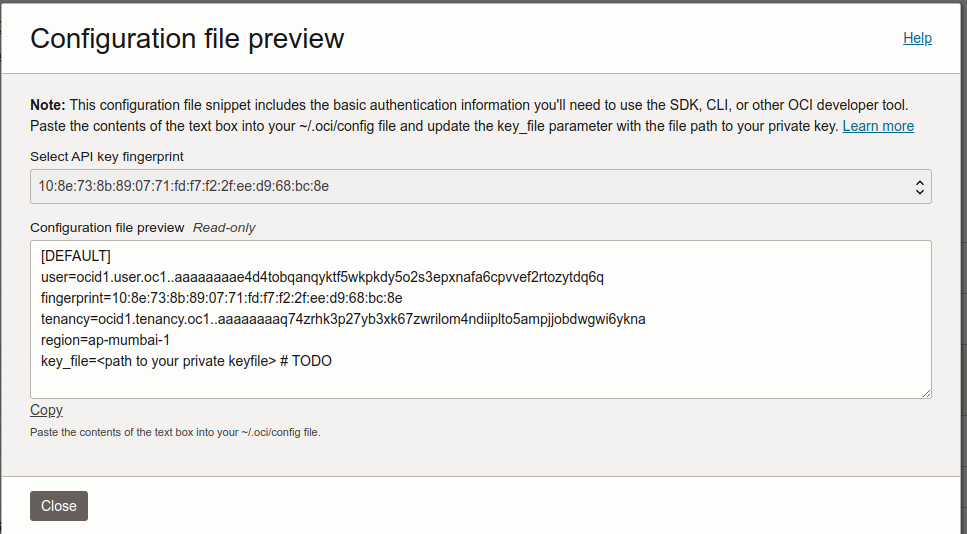 Configuration file preview
Help
Note: This configuration file snippet includes the basic authentication information you'll need to use the SDK, CLI, or other OCI developer tool.
Paste the contents of the text box into your ~/.oci/config file and update the key_file parameter with the file path to your private key. Learn more
Select API key fingerprint
10:8e:73:8b:89:07:71:fd:f7:f2:2f:ee:d9:68:bc:8e
Configuration file preview Read-only
[DEFAULT]
user=ocid1.user.oc1..aaaaaaaae4d4tobqanqyktf5wkpkdy5o2s3epxnafa6cpvvef2rtozytdq6q
fingerprint=10:8e:73:8b:89:07:71:fd:f7:f2:2f:ee:d9:68:bc:8e
tenancy=ocid1.tenancy.oc1..aaaaaaaaq74zrhk3p27yb3xk67zwrilom4ndiiplto5ampjjobdwgwi6ykna
region=ap-mumbai-1
key_file=<path to your private keyfile> # TODO
Copy
Paste the contents of the text box into your ~/.oci/config file.
Close